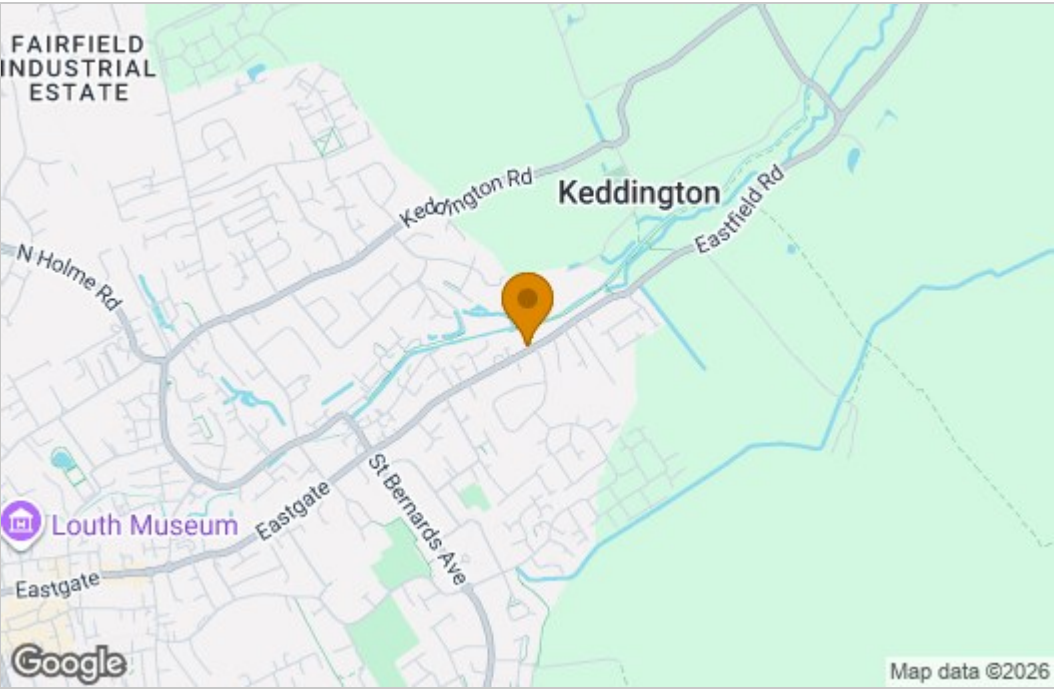 FAIRFIELD
INDUSTRIAL
ESTATE
Keddington Rd
Keddington
Eastfield Rd
N Holme Rd
St Bernards Ave
Eastgate
Louth Museum
Eastgate
Google
Map data ©2026